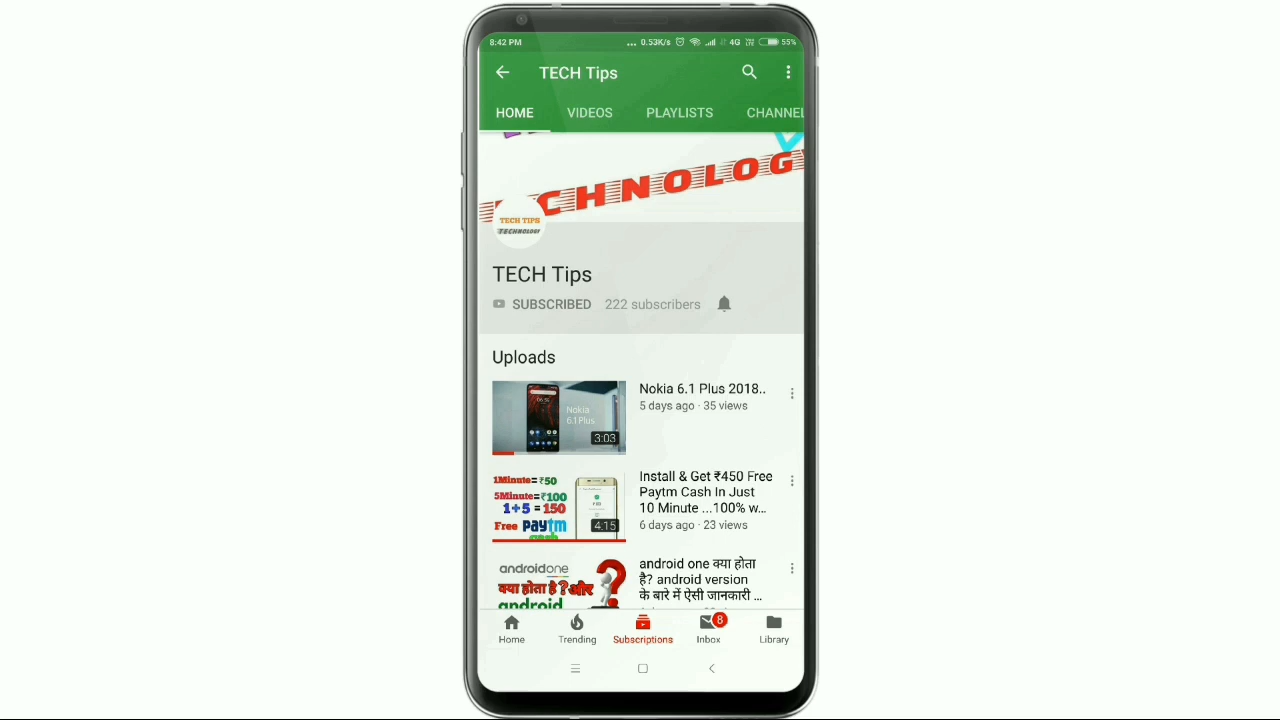 8:42 PM
... 0.53K/s 4G 55%
TECH Tips
HOME VIDEOS PLAYLISTS CHANNEL
CHNOLOGY
TECH TIPS
TECHNOLOGY
TECH Tips
SUBSCRIBED 222 subscribers
Uploads
Nokia
6.1 Plus
3:03
Nokia 6.1 Plus 2018..
5 days ago · 35 views
1Minute=₹50
5Minute=₹100
1+5 = 150
Free paytm
cash
4:15
Install & Get ₹450 Free
Paytm Cash In Just
10 Minute ...100% w...
6 days ago · 23 views
androidone
क्या होता है ? और
android
android one क्या होता
है? android version
के बारे में ऐसी जानकारी ...
Home Trending Subscriptions Inbox 8 Library